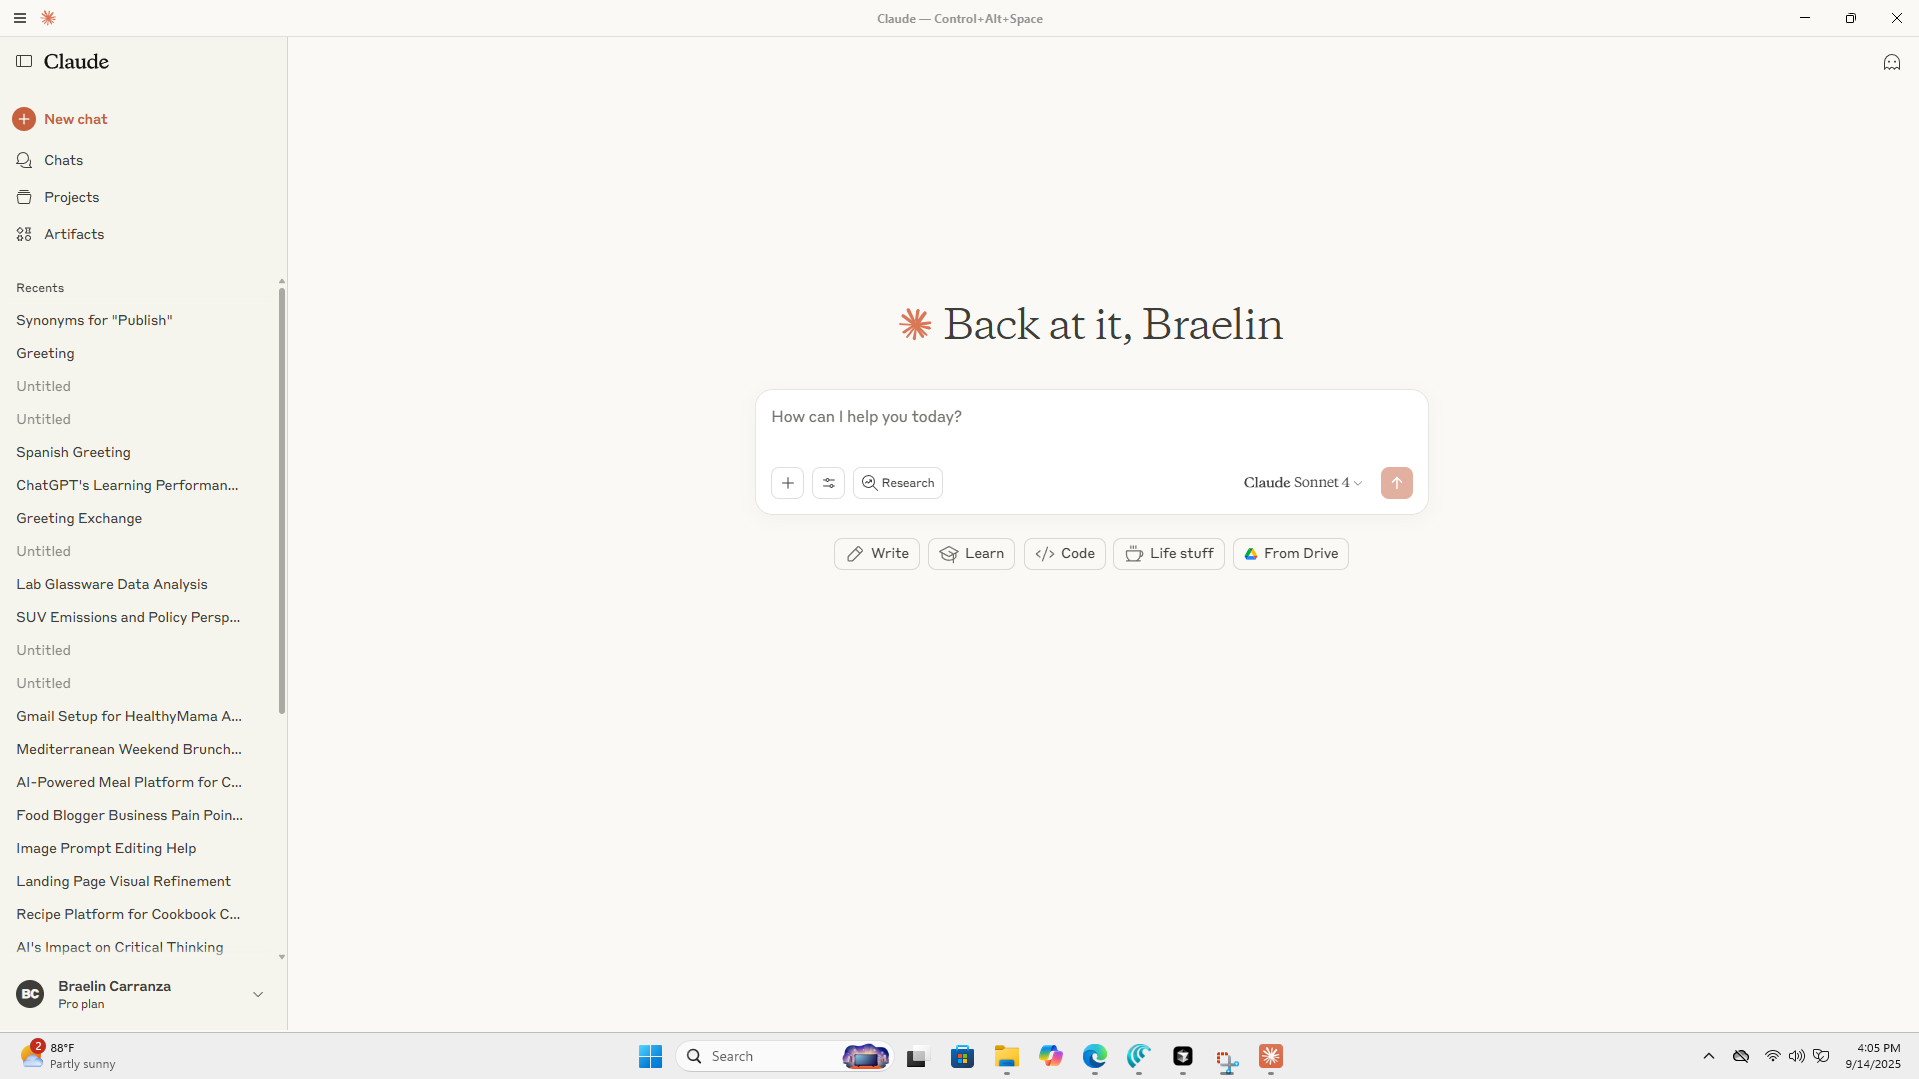 Claude — Control+Alt+Space
Claude
New chat
Chats
Projects
Artifacts
Recents
Synonyms for "Publish"
Greeting
Untitled
Untitled
Spanish Greeting
ChatGPT's Learning Performan...
Greeting Exchange
Untitled
Lab Glassware Data Analysis
SUV Emissions and Policy Persp...
Untitled
Untitled
Gmail Setup for HealthyMama A...
Mediterranean Weekend Brunch...
AI-Powered Meal Platform for C...
Food Blogger Business Pain Poin...
Image Prompt Editing Help
Landing Page Visual Refinement
Recipe Platform for Cookbook C...
AI's Impact on Critical Thinking
BC
Braelin Carranza
Pro plan
Back at it, Braelin
How can I help you today?
Research
Claude Sonnet 4
Write
Learn
Code
Life stuff
From Drive
2
88°F
Partly sunny
Search
4:05 PM
9/14/2025